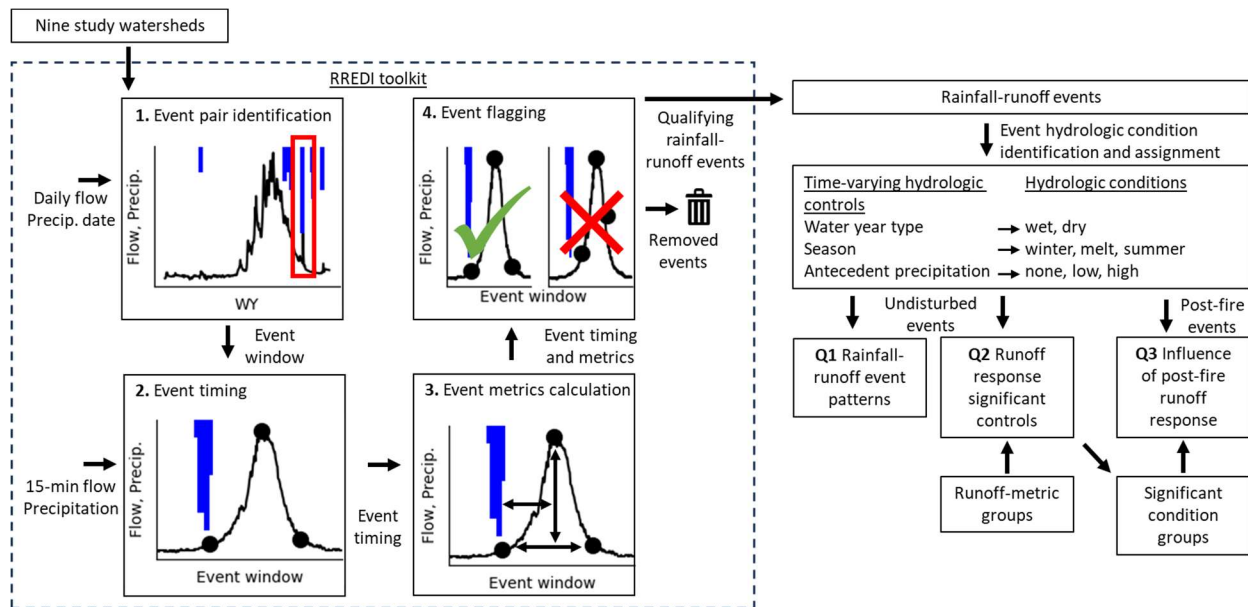 Nine study watersheds
RREDI toolkit
1. Event pair identification
Flow, Precip.
WY
Daily flow
Precip. date
Event
window
2. Event timing
Flow, Precip.
Event window
15-min flow
Precipitation
Event
timing
3. Event metrics calculation
Flow, Precip.
Event window
Event timing
and metrics
4. Event flagging
Flow, Precip.
Event window
Qualifying
rainfall-
runoff events
Removed
events
Rainfall-runoff events
Event hydrologic condition
identification and assignment
Time-varying hydrologic
controls
Hydrologic conditions
Water year type
wet, dry
Season
winter, melt, summer
Antecedent precipitation
none, low, high
Undisturbed
events
Post-fire
events
Q1 Rainfall-
runoff event
patterns
Q2 Runoff
response
significant
controls
Q3 Influence
of post-fire
runoff
response
Runoff-metric
groups
Significant
condition
groups